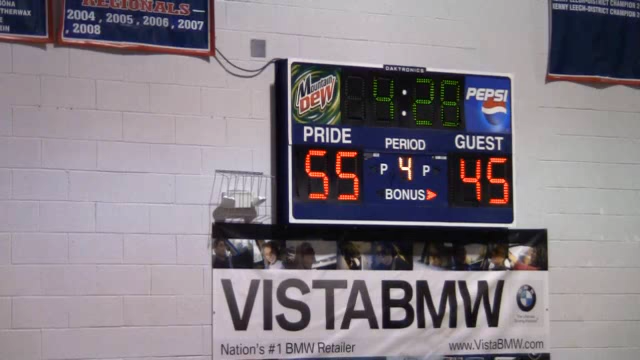 REGIONALS
2004, 2005, 2006, 2007
, 2008
DAKTRONICS
Mountain
DEW
4:28
PEPSI
PRIDE
PERIOD
GUEST
55
P 4 P
45
BONUS
VISTABMW
Nation's #1 BMW Retailer
www.VistaBMW.com